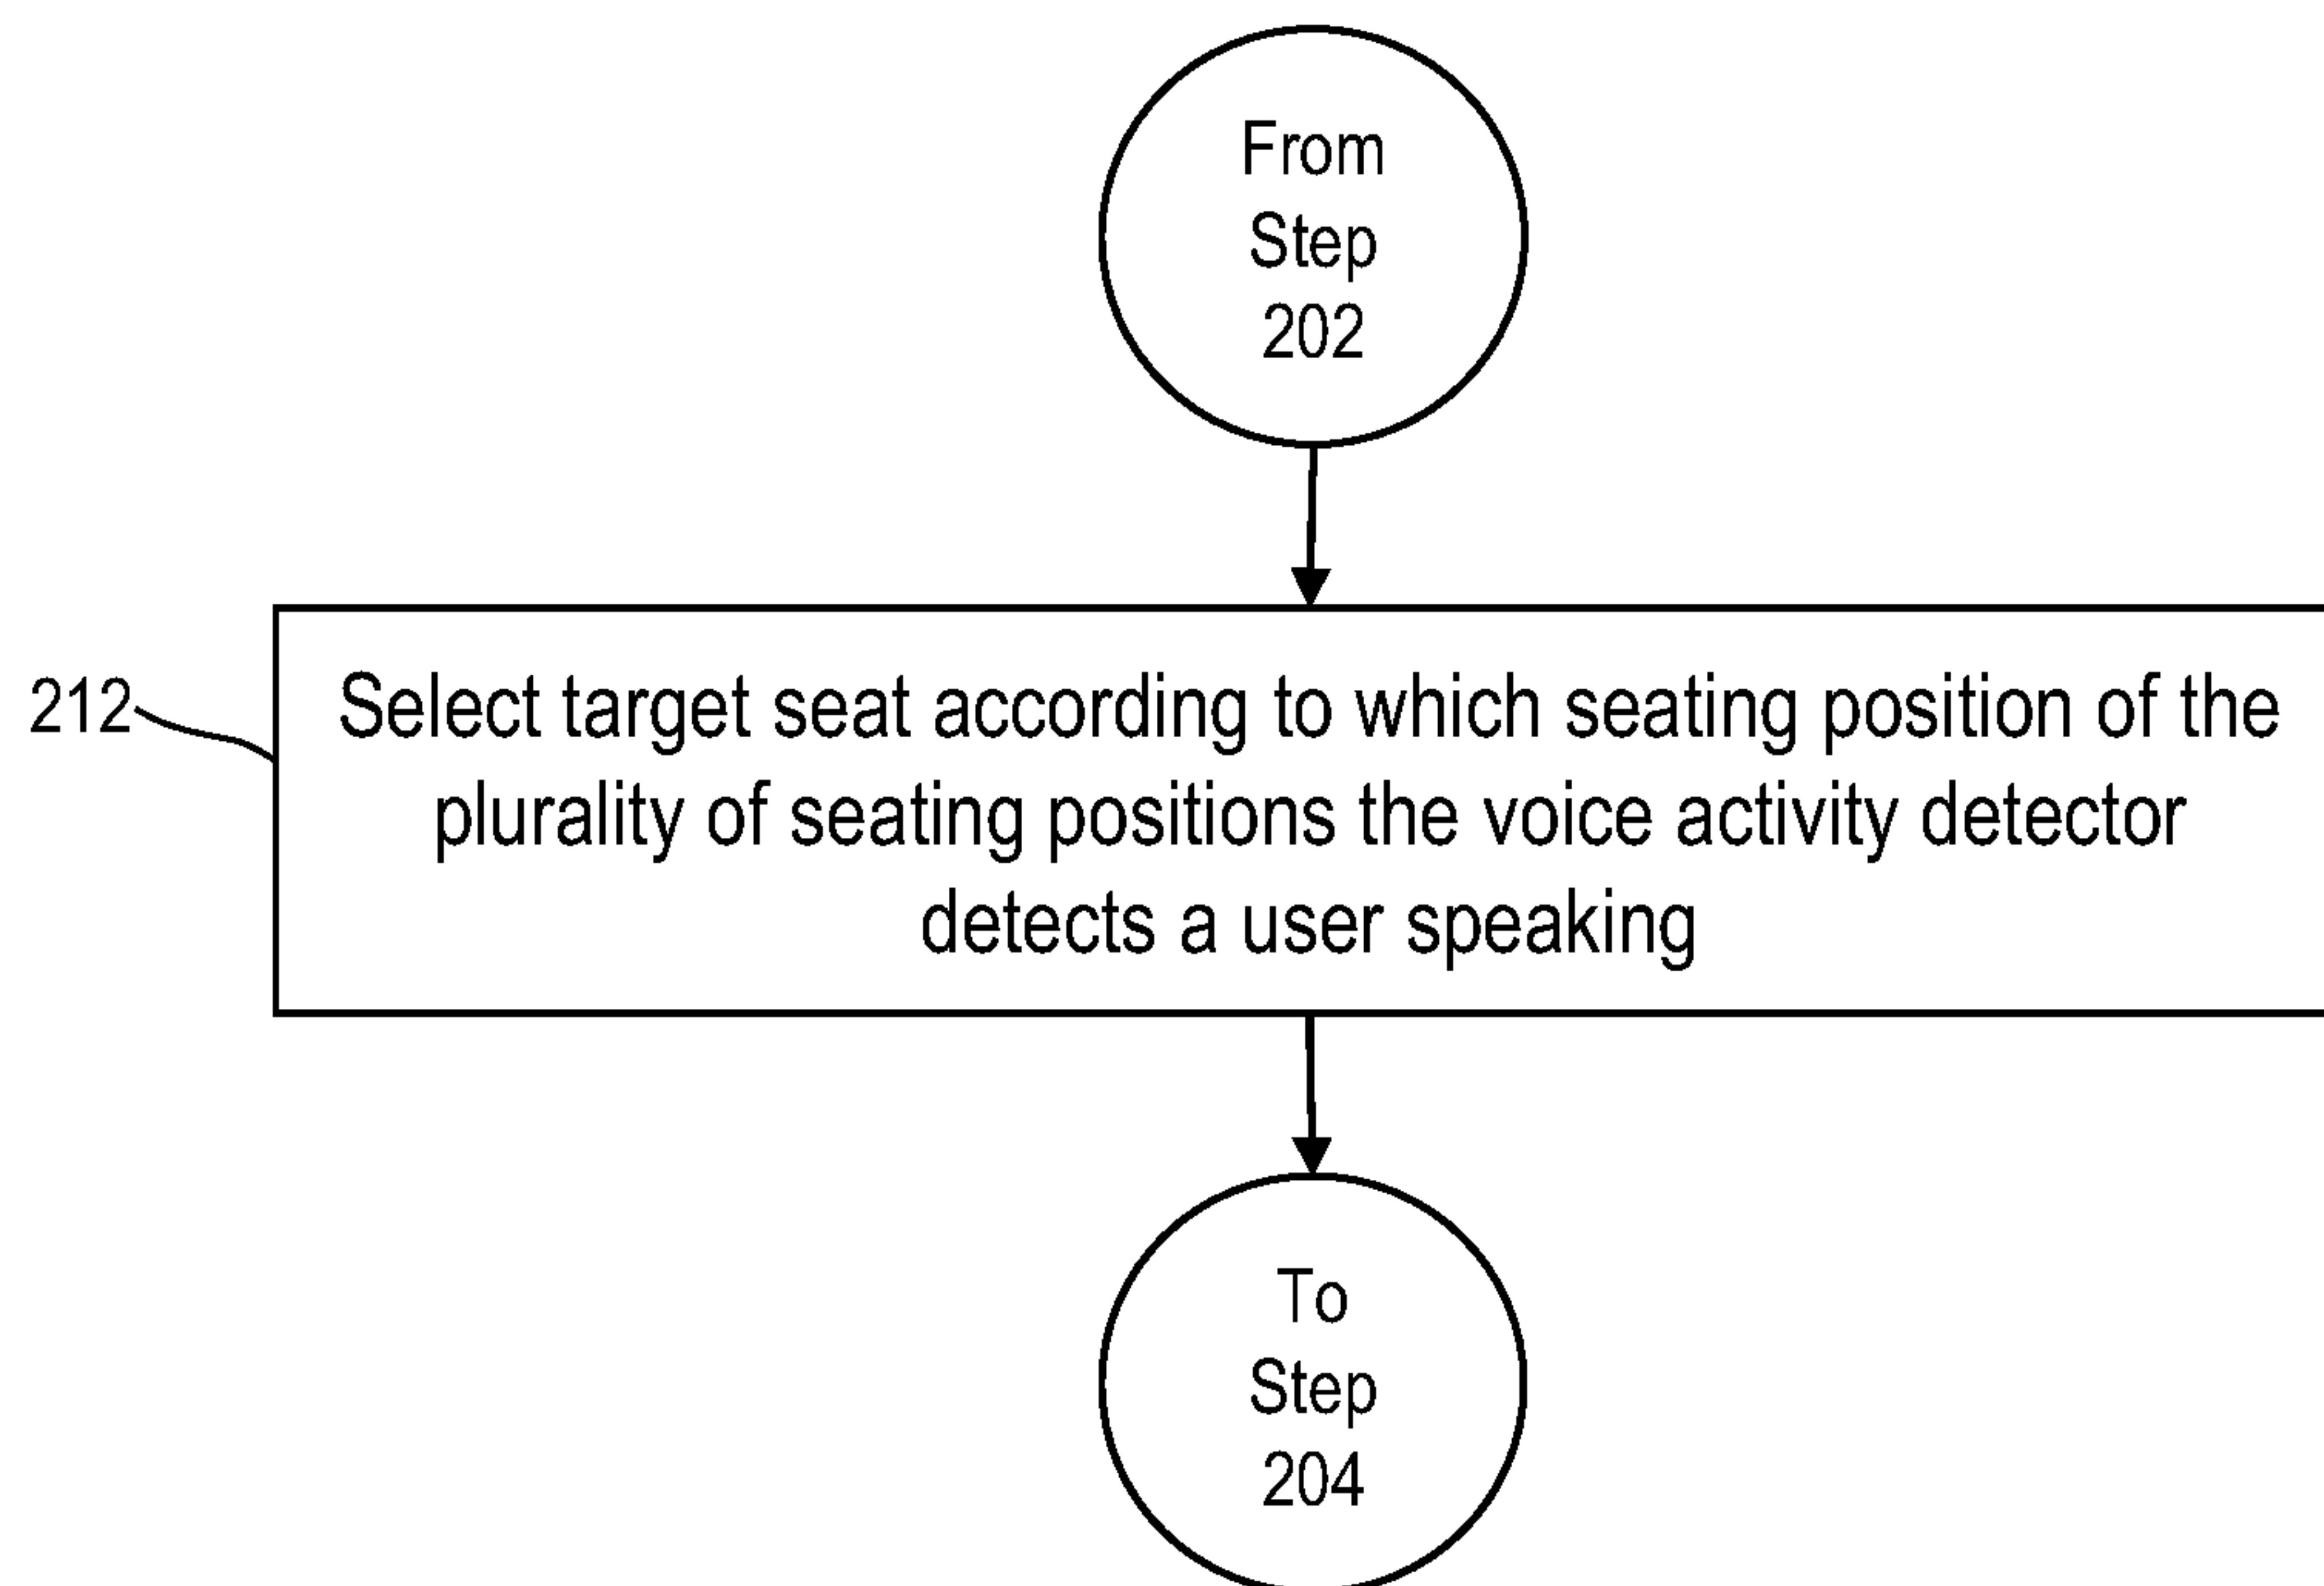 From
Step
202
212
Select target seat according to which seating position of the
plurality of seating positions the voice activity detector
detects a user speaking
To
Step
204